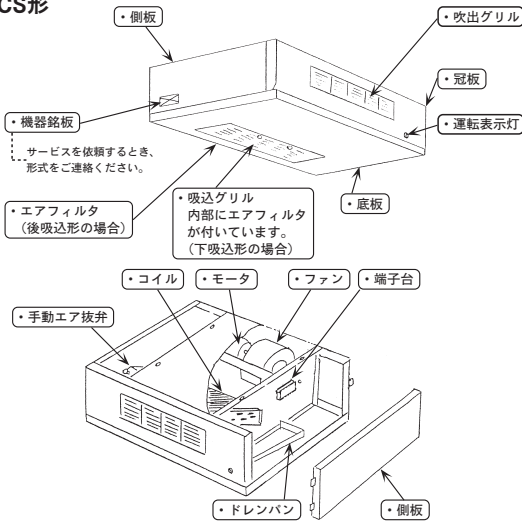 CS形
・側板
・吹出グリル
・冠板
・機器銘板
・運転表示灯
サービスを依頼するとき、
形式をご連絡ください。
・エアフィルタ
（後吸込形の場合）
・吸込グリル
内部にエアフィルタ
が付いています。
（下吸込形の場合）
・底板
・コイル
・モータ
・ファン
・端子台
・手動エア抜弁
・ドレンパン
・側板